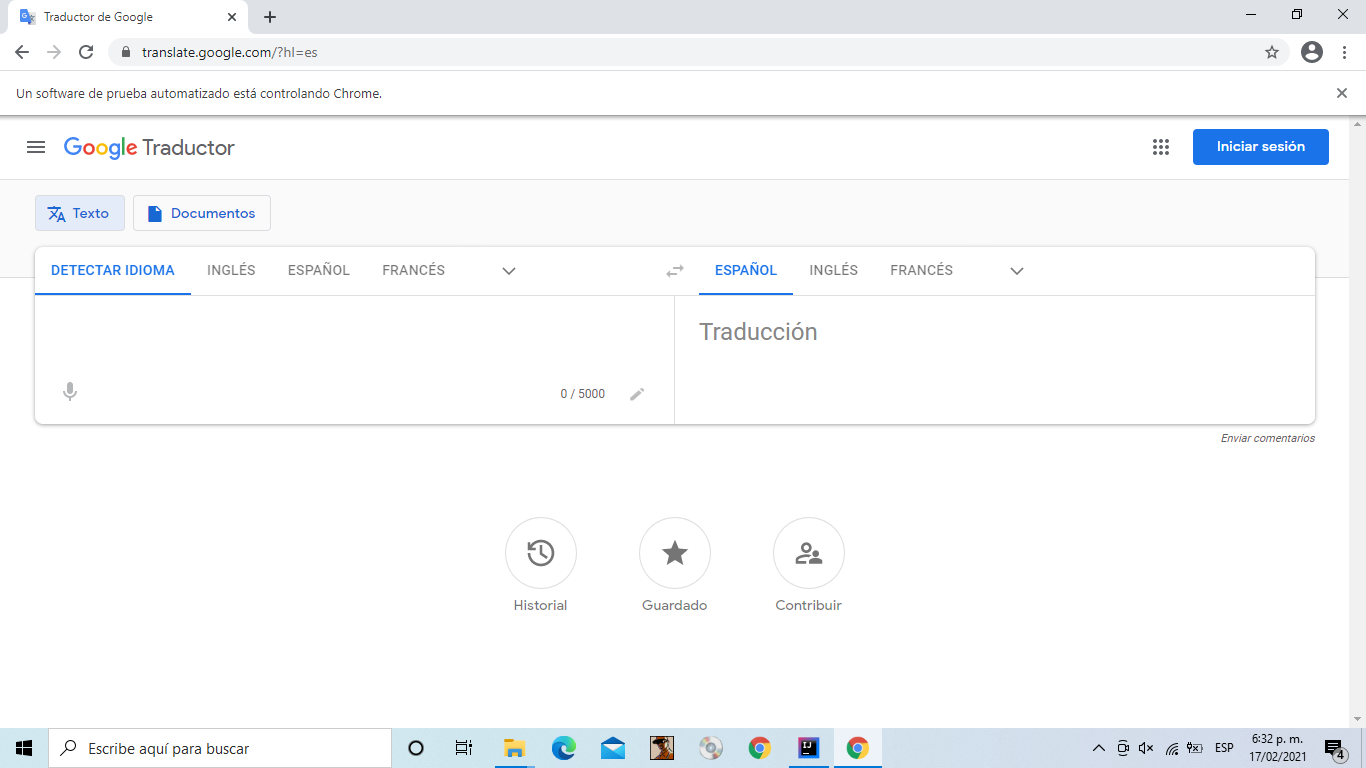 Traductor de Google
translate.google.com/?hl=es
Un software de prueba automatizado está controlando Chrome.
Google Traductor
Iniciar sesión
Texto
Documentos
DETECTAR IDIOMA INGLÉS ESPAÑOL FRANCÉS
ESPAÑOL INGLÉS FRANCÉS
Traducción
0 / 5000
Enviar comentarios
Historial
Guardado
Contribuir
Escribe aquí para buscar
ESP
6:32 p. m.
17/02/2021
4